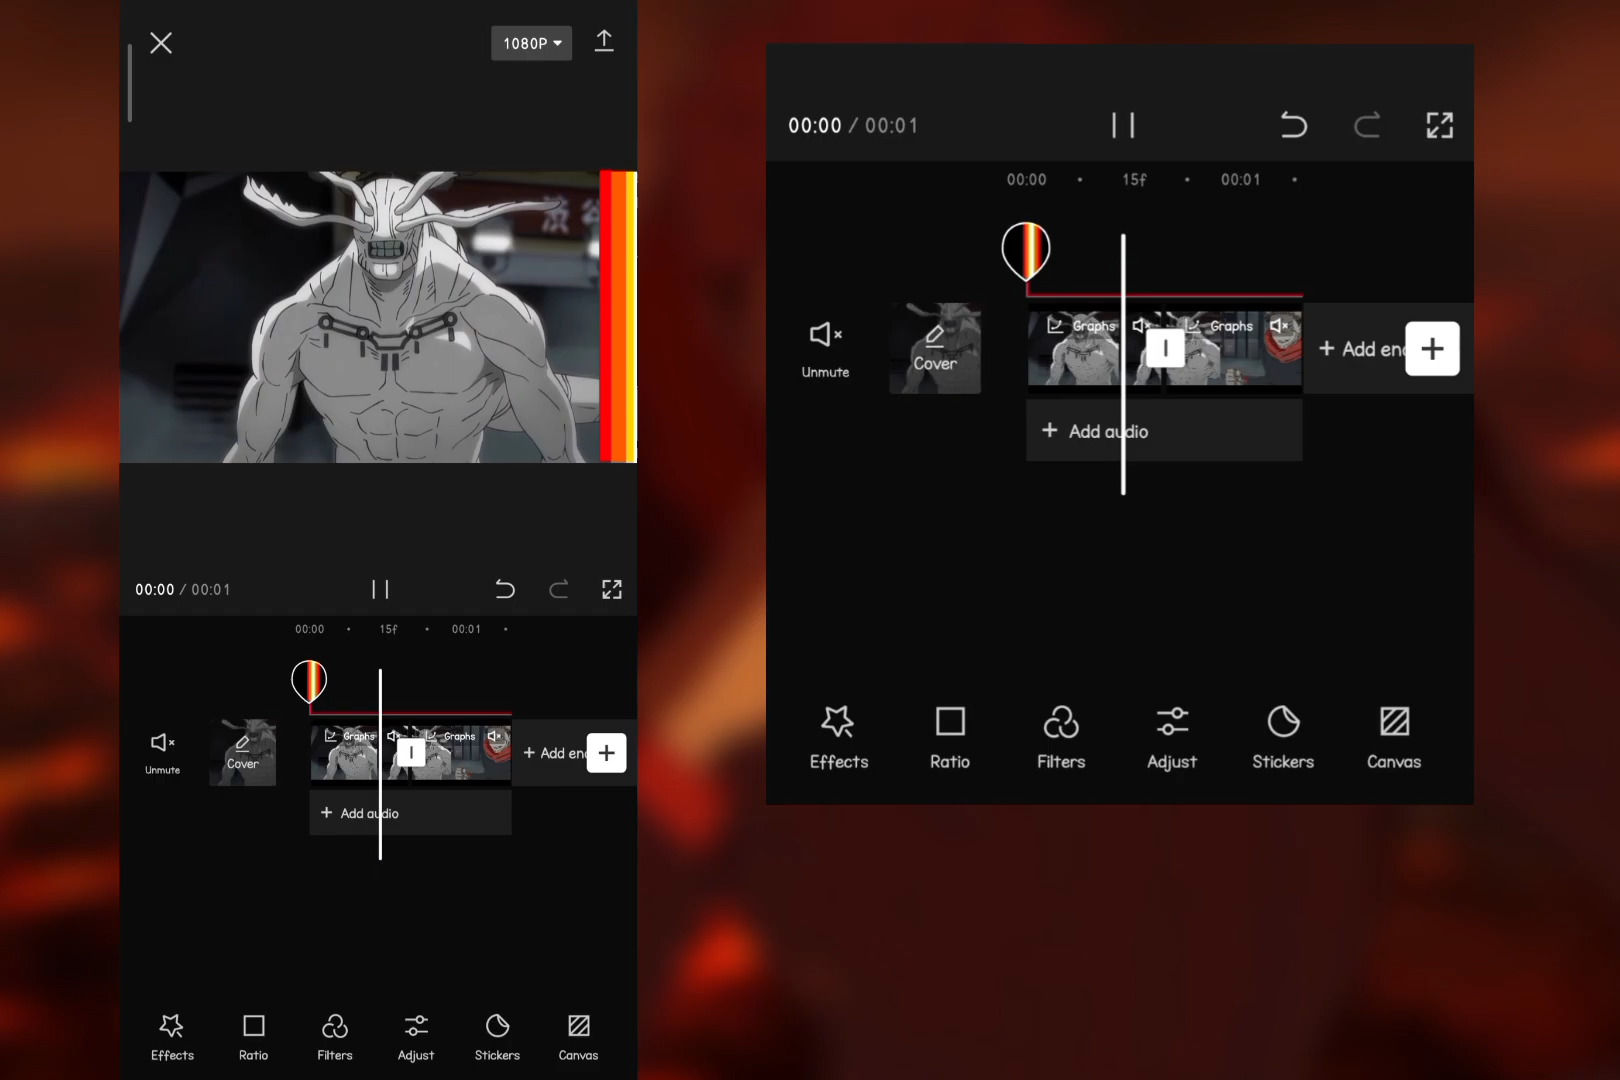 1080P
渋谷
00:00 / 00:01
00:00 15f 00:01
Graphs Graphs
Unmute
Cover
+ Add en
+ Add audio
Effects Ratio Filters Adjust Stickers Canvas
00:00 / 00:01
00:00 15f 00:01
Graphs Graphs
Unmute
Cover
+ Add en
+ Add audio
Effects Ratio Filters Adjust Stickers Canvas